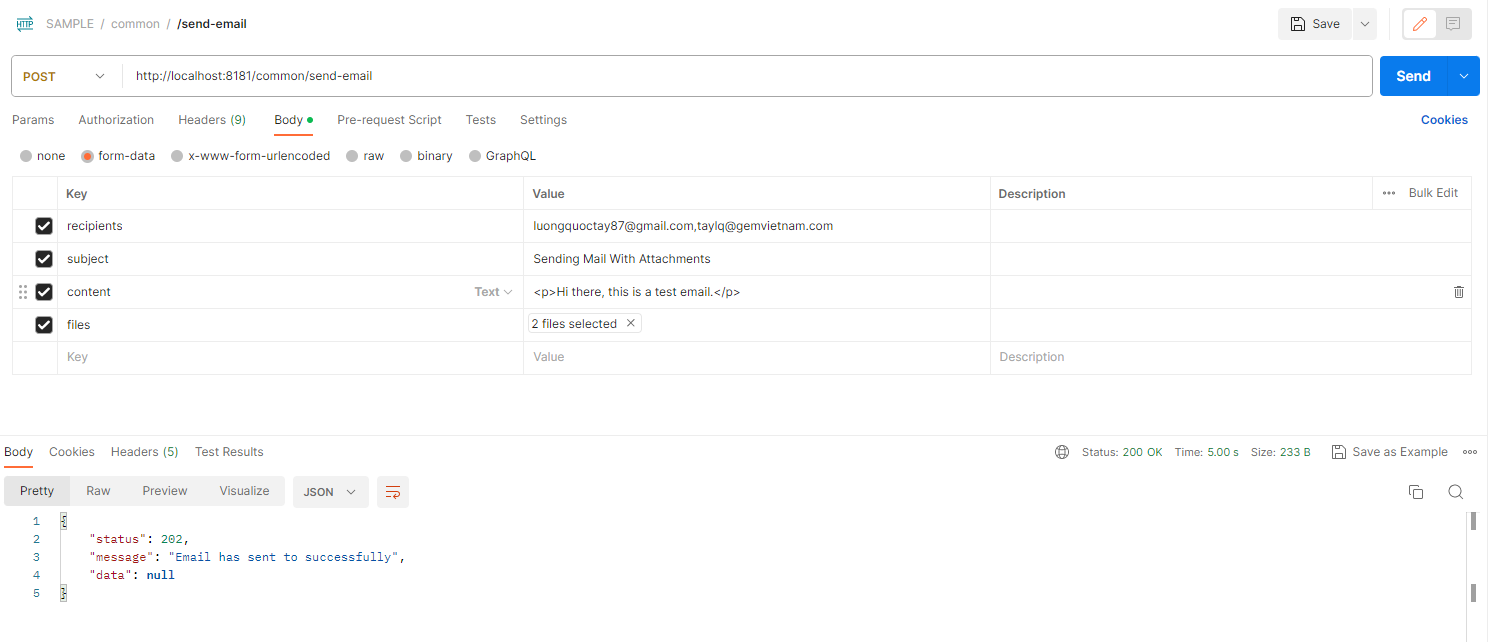 HTTP SAMPLE / common / /send-email Save
POST http://localhost:8181/common/send-email Send
Params Authorization Headers (9) Body Pre-request Script Tests Settings Cookies
none form-data x-www-form-urlencoded raw binary GraphQL
Key Value Description ••• Bulk Edit
recipients luongquoctay87@gmail.com,taylq@gemvietnam.com
subject Sending Mail With Attachments
content Text <p>Hi there, this is a test email.</p>
files 2 files selected
Key Value Description
Body Cookies Headers (5) Test Results Status: 200 OK Time: 5.00 s Size: 233 B Save as Example
Pretty Raw Preview Visualize JSON
1 {
2 "status": 202,
3 "message": "Email has sent to successfully",
4 "data": null
5 }